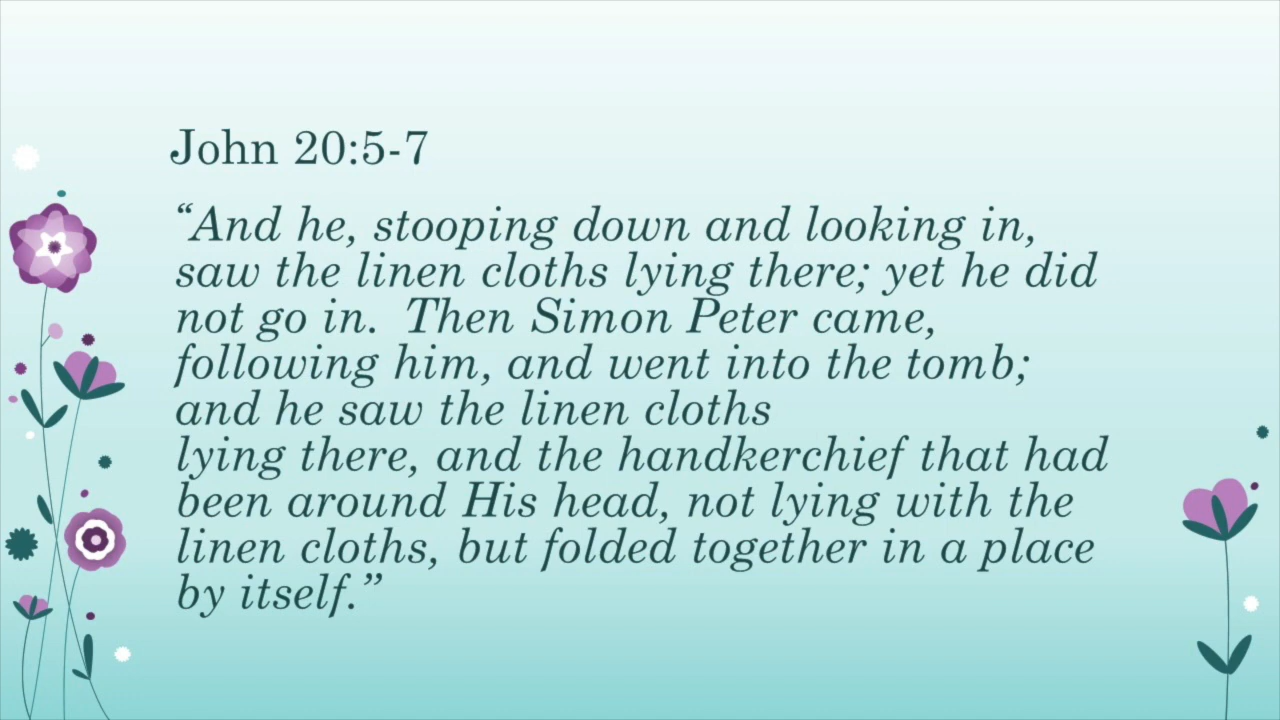 John 20:5-7
“And he, stooping down and looking in,
saw the linen cloths lying there; yet he did
not go in.  Then Simon Peter came,
following him, and went into the tomb;
and he saw the linen cloths
lying there, and the handkerchief that had
been around His head, not lying with the
linen cloths, but folded together in a place
by itself.”